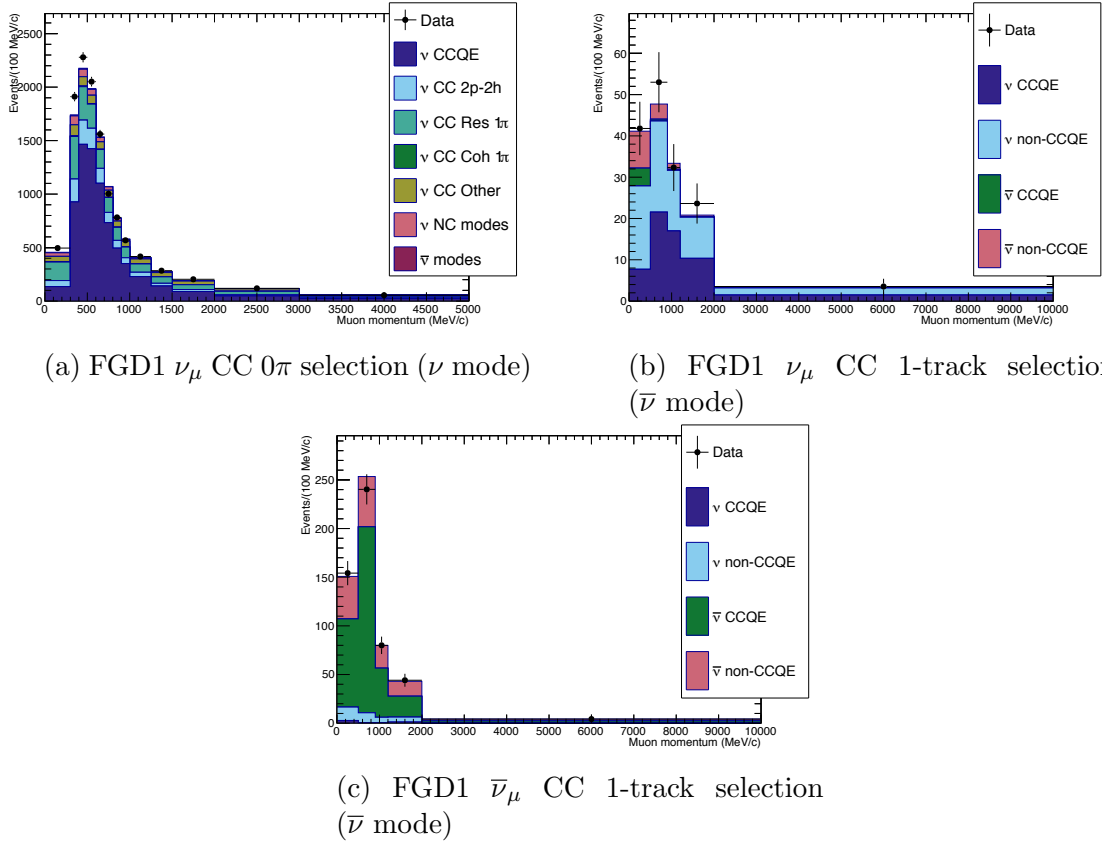 Events/(100 MeV/c)
2500
2000
1500
1000
500
0
0 500 1000 1500 2000 2500 3000 3500 4000 4500 5000
Muon momentum (MeV/c)
Data
ν CCQE
ν CC 2p-2h
ν CC Res 1π
ν CC Coh 1π
ν CC Other
ν NC modes
ν̅ modes
(a) FGD1 νμ CC 0π selection (ν mode)
Events/(100 MeV/c)
60
50
40
30
20
10
0
0 1000 2000 3000 4000 5000 6000 7000 8000 9000 10000
Muon momentum (MeV/c)
Data
ν CCQE
ν non-CCQE
ν̅ CCQE
ν̅ non-CCQE
(b) FGD1 νμ CC 1-track selection
(ν̅ mode)
Events/(100 MeV/c)
250
200
150
100
50
0
0 1000 2000 3000 4000 5000 6000 7000 8000 9000 10000
Muon momentum (MeV/c)
Data
ν CCQE
ν non-CCQE
ν̅ CCQE
ν̅ non-CCQE
(c) FGD1 ν̅μ CC 1-track selection
(ν̅ mode)